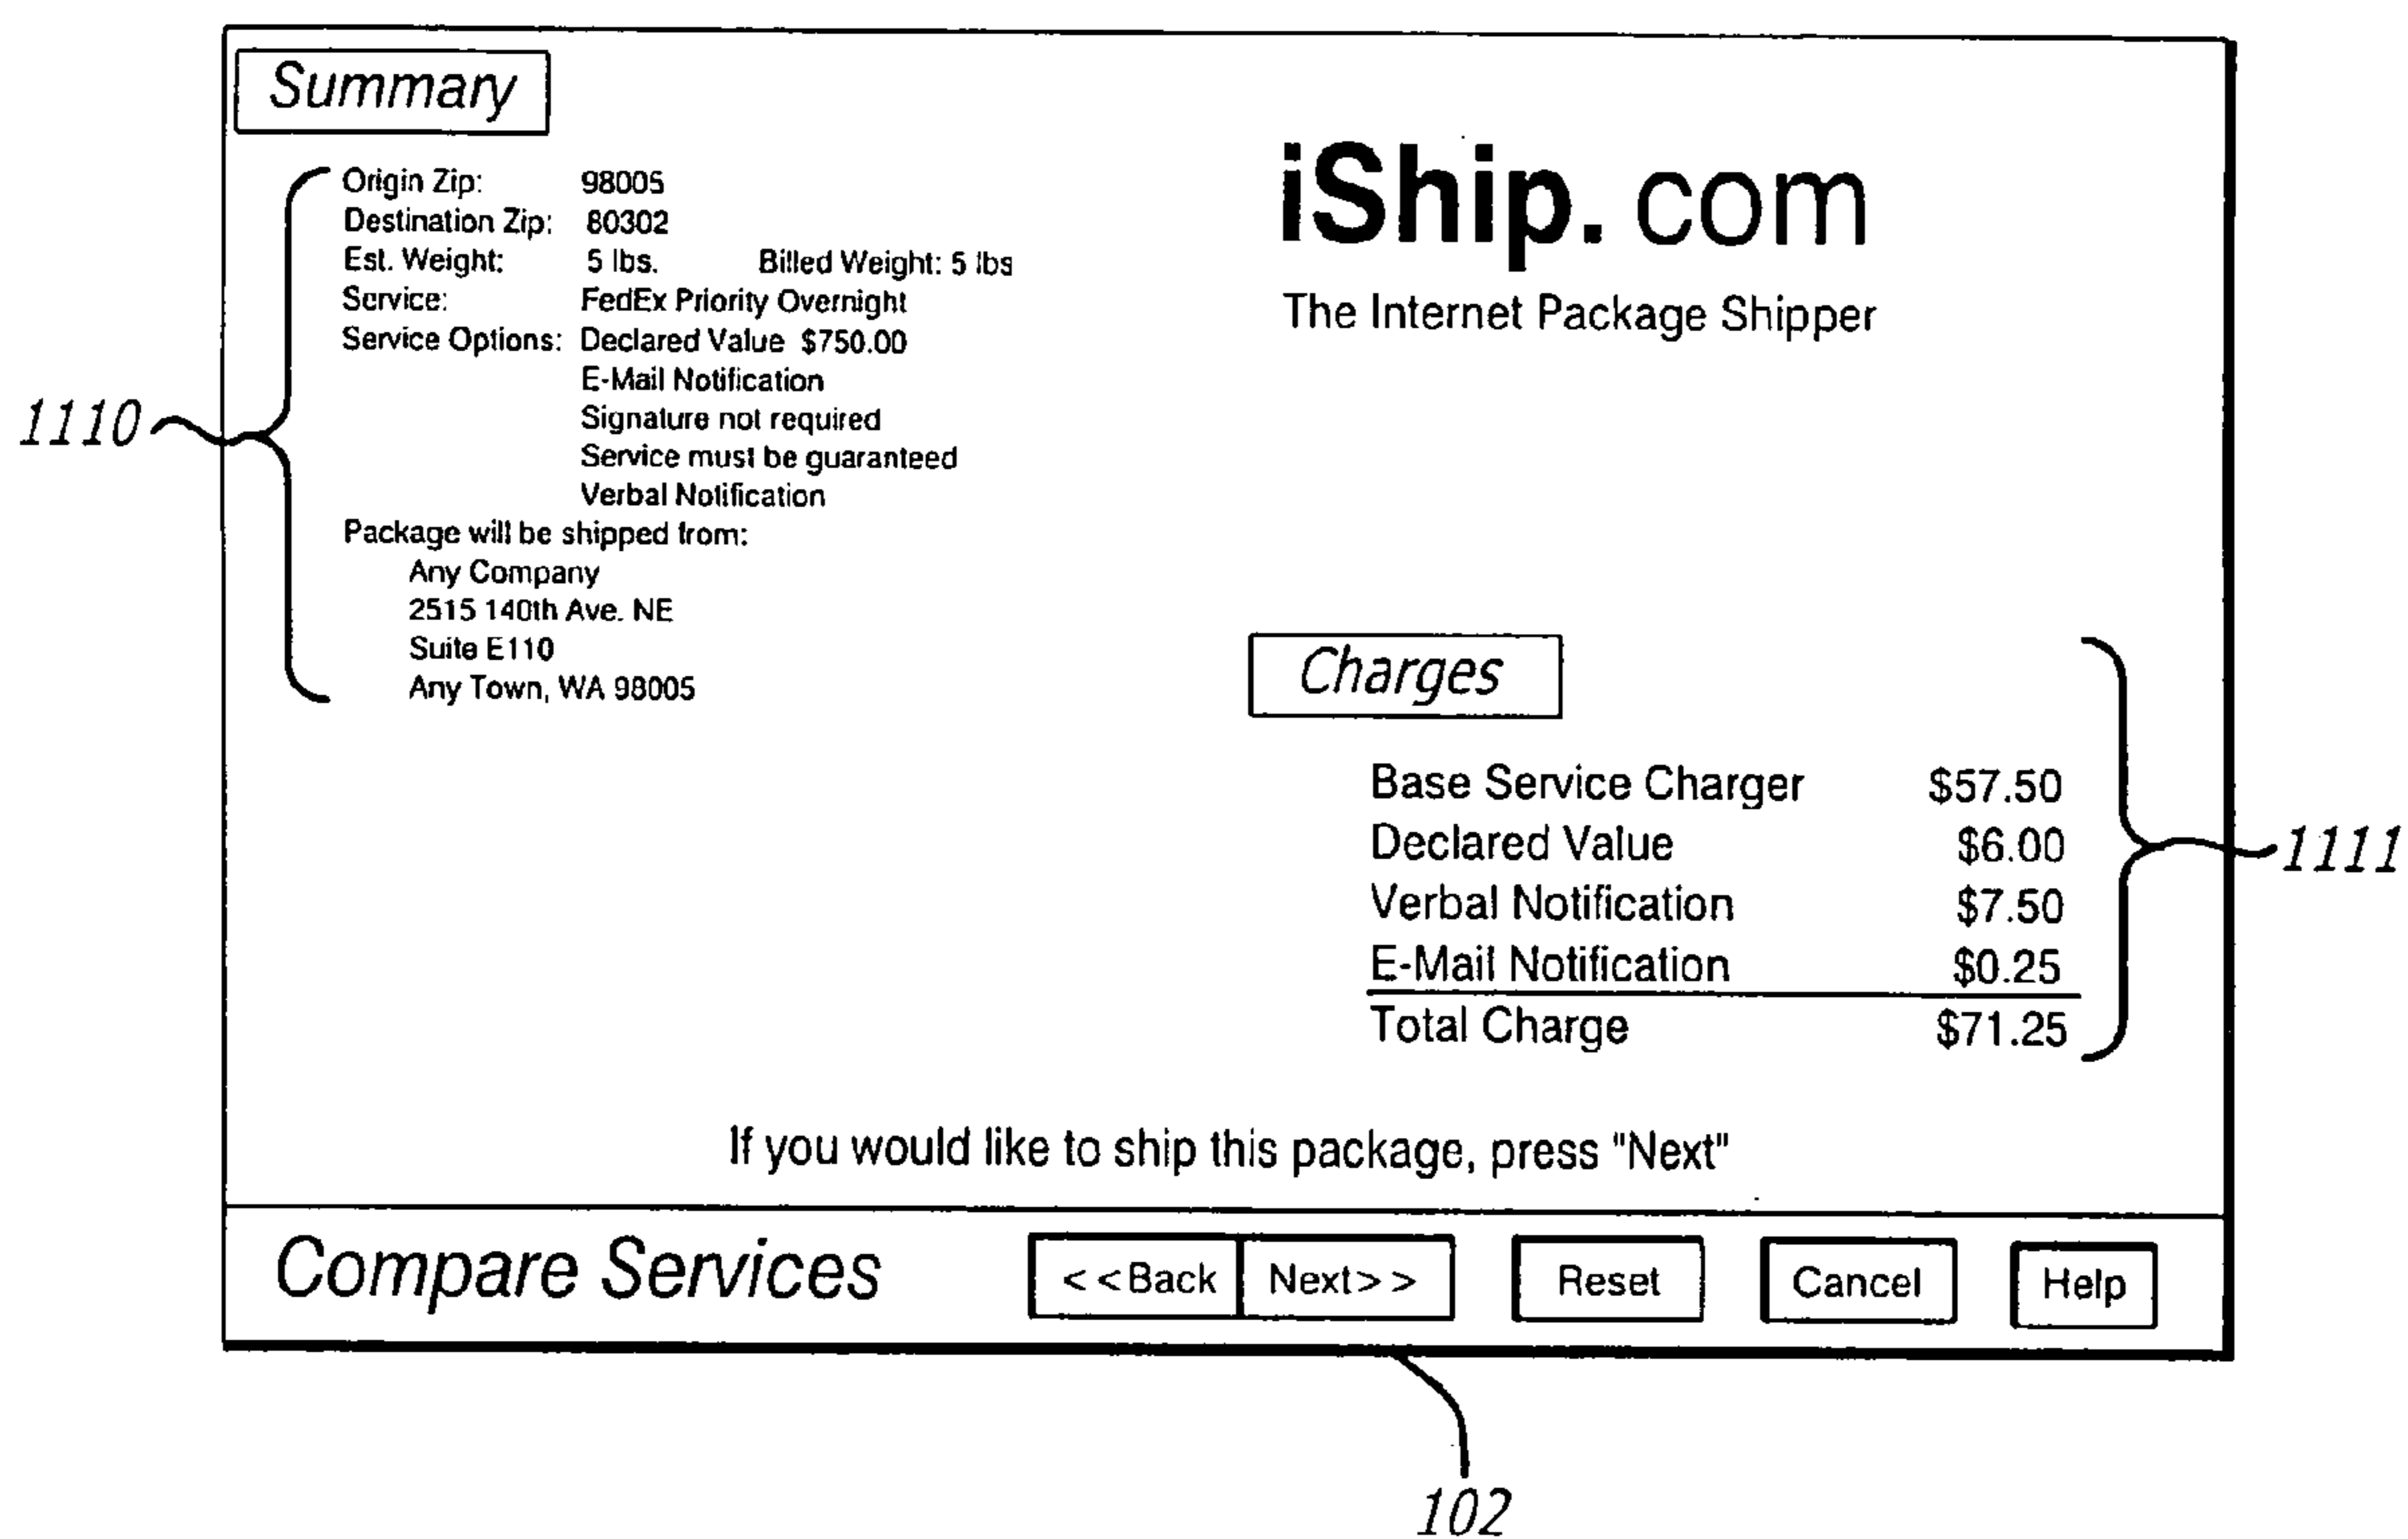 Summary
iShip. com
The Internet Package Shipper
1110
Origin Zip: 98005
Destination Zip: 80302
Est. Weight: 5 lbs. Billed Weight: 5 lbs
Service: FedEx Priority Overnight
Service Options: Declared Value $750.00
E-Mail Notification
Signature not required
Service must be guaranteed
Verbal Notification
Package will be shipped from:
Any Company
2515 140th Ave. NE
Suite E110
Any Town, WA 98005
Charges
Base Service Charger $57.50
Declared Value $6.00
Verbal Notification $7.50
E-Mail Notification $0.25
Total Charge $71.25
1111
If you would like to ship this package, press "Next"
Compare Services <<Back Next>> Reset Cancel Help
102